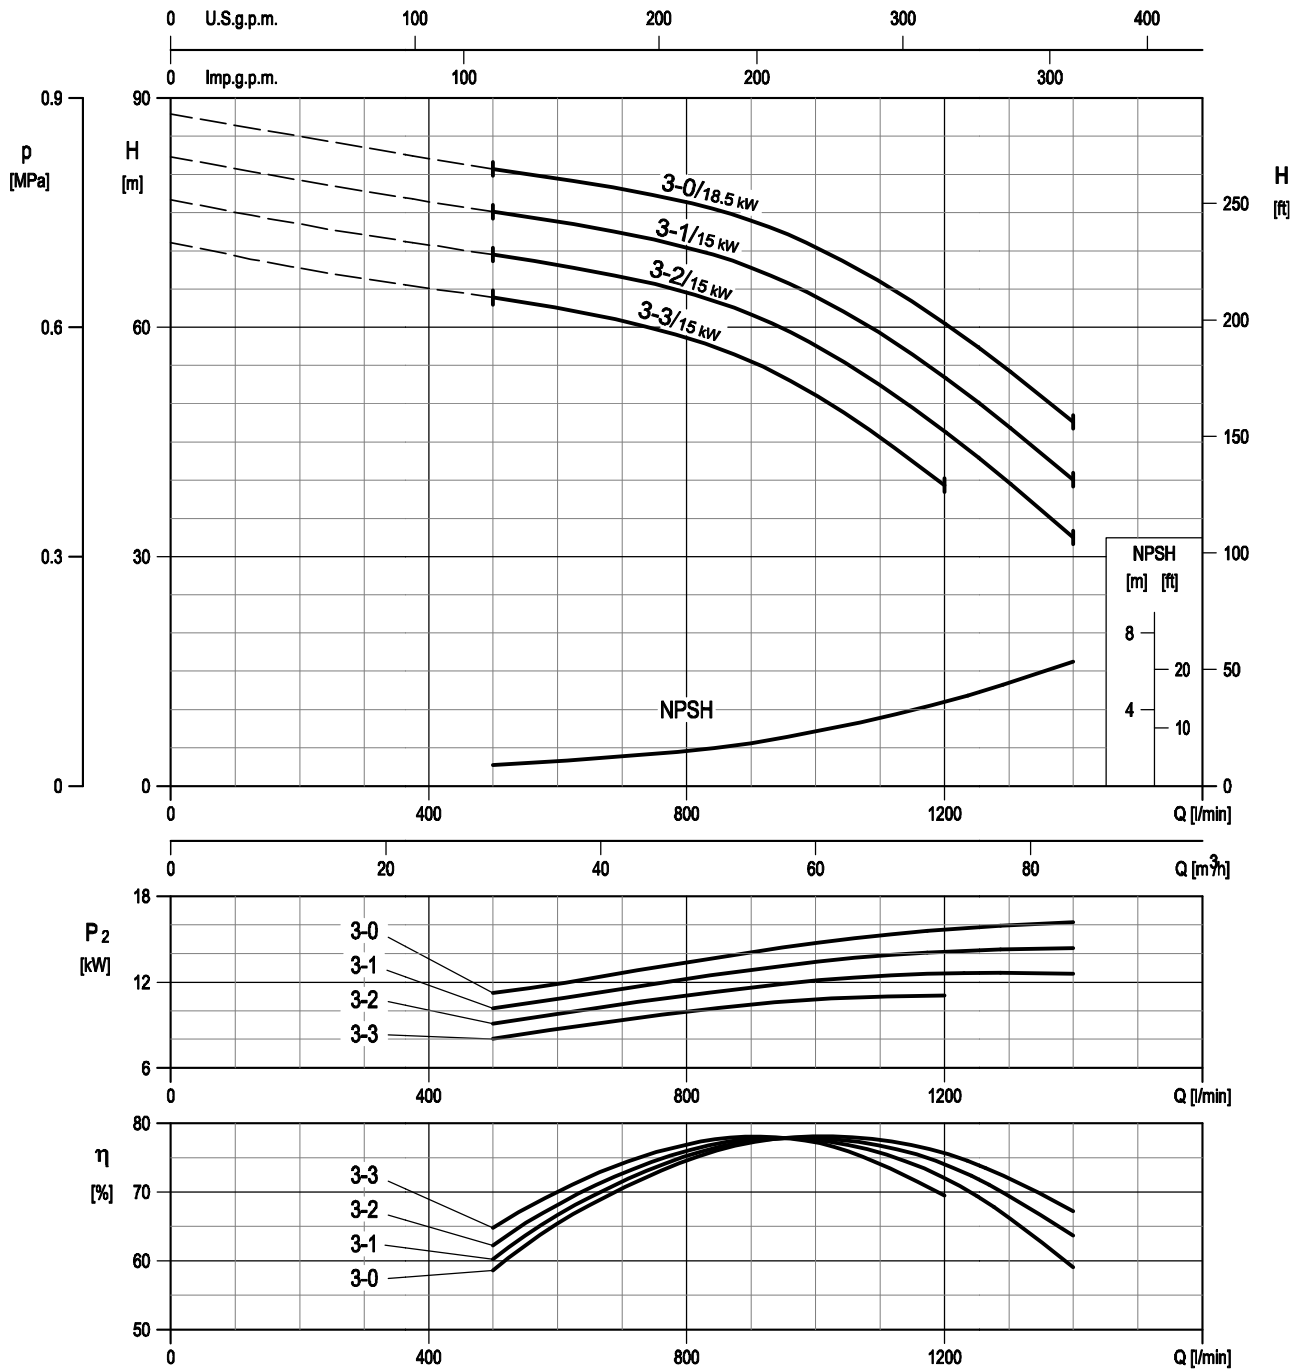 0 U.S.g.p.m. 100 200 300 400
0 Imp.g.p.m. 100 200 300
0.9 90
p H
[MPa] [m]
H
[ft]
3-0/18.5 kW
3-1/15 kW
3-2/15 kW
3-3/15 kW
250
0.6 60 200
150
0.3 30 100
NPSH
[m] [ft]
8
20 50
NPSH 4
10
0 0 0
0 400 800 1200 Q [l/min]
0 20 40 60 80 Q [m³/h]
18
P2
[kW]
3-0
3-1
12
3-2
3-3
6
0 400 800 1200 Q [l/min]
80
η
[%]
3-3
70
3-2
3-1
60
3-0
50
0 400 800 1200 Q [l/min]